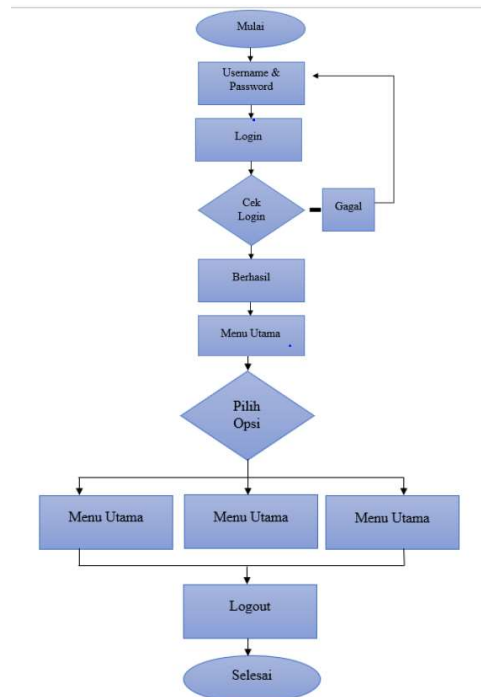 Mulai
Username &
Password
Login
Cek
Login
Gagal
Berhasil
Menu Utama
Pilih
Opsi
Menu Utama
Menu Utama
Menu Utama
Logout
Selesai